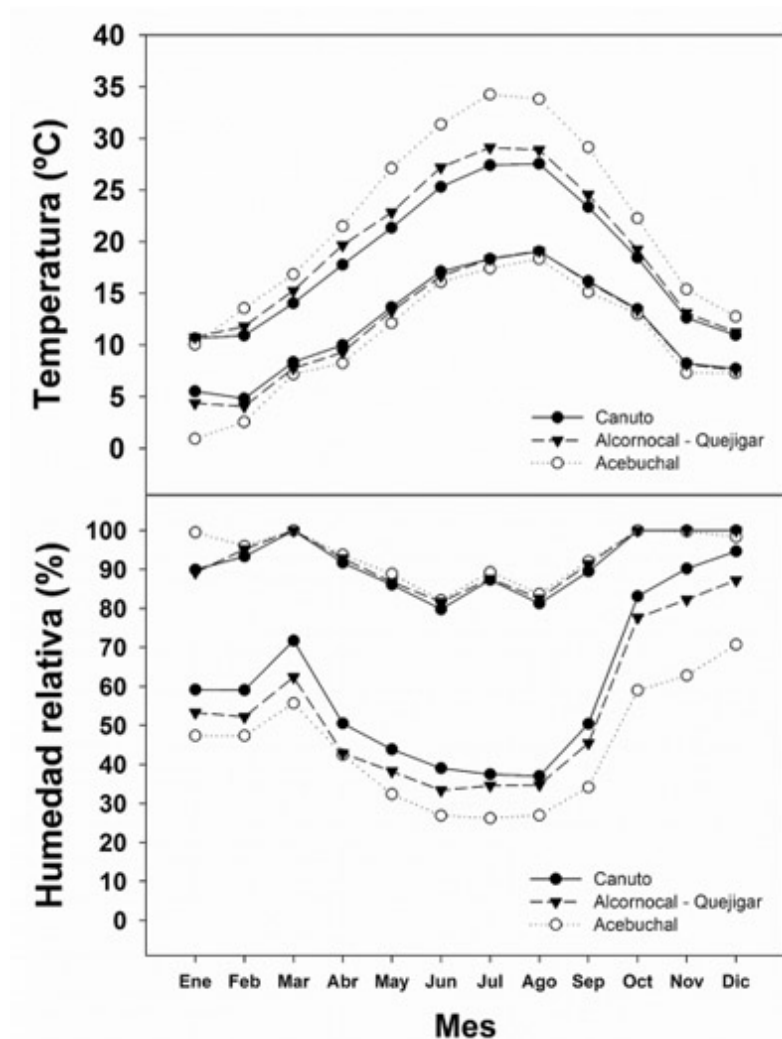 40
35
30
25
20
15
10
5
0
Temperatura (ºC)
Canuto
Alcornocal - Quejigar
Acebuchal
100
90
80
70
60
50
40
30
20
10
0
Humedad relativa (%)
Canuto
Alcornocal - Quejigar
Acebuchal
Ene Feb Mar Abr May Jun Jul Ago Sep Oct Nov Dic
Mes